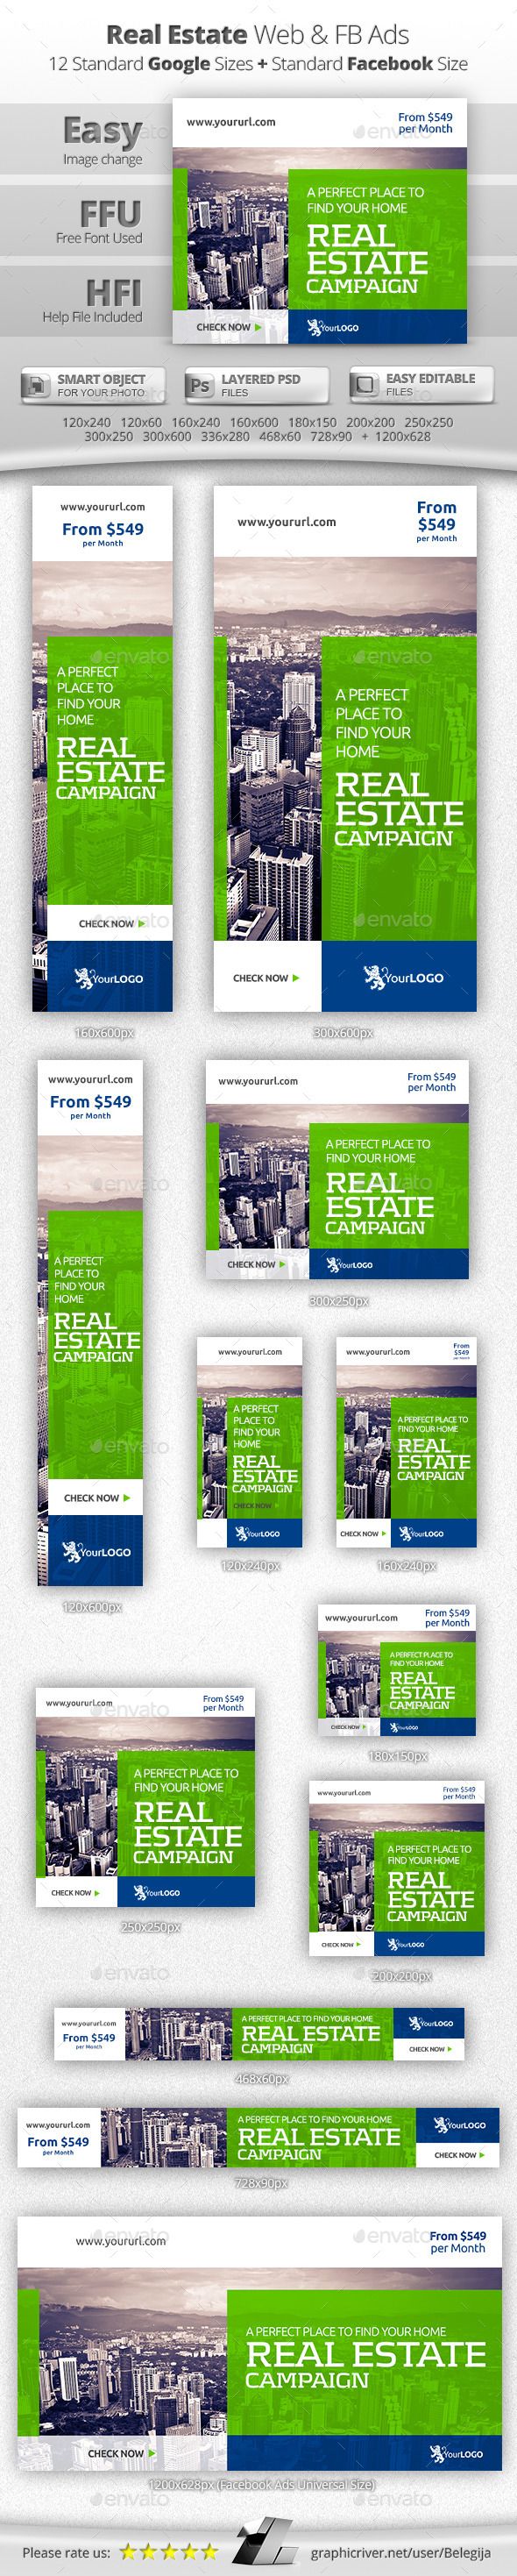 Real Estate Web & FB Ads
12 Standard Google Sizes + Standard Facebook Size
Easy
Image change
FFU
Free Font Used
HFI
Help File Included
www.yoururl.com
From $549
per Month
A PERFECT PLACE TO
FIND YOUR HOME
REAL
ESTATE
CAMPAIGN
CHECK NOW
YourLOGO
SMART OBJECT
FOR YOUR PHOTO
Ps
LAYERED PSD
FILES
EASY EDITABLE
FILES
120x240 120x60 160x240 160x600 180x150 200x200 250x250
300x250 300x600 336x280 468x60 728x90 + 1200x628
www.yoururl.com
From $549
per Month
A PERFECT
PLACE TO
FIND YOUR
HOME
REAL
ESTATE
CAMPAIGN
CHECK NOW
YourLOGO
160x600px
www.yoururl.com
From
$549
per Month
A PERFECT
PLACE TO
FIND YOUR
HOME
REAL
ESTATE
CAMPAIGN
CHECK NOW
YourLOGO
300x600px
www.yoururl.com
From $549
per Month
A PERFECT
PLACE TO
FIND YOUR
HOME
REAL
ESTATE
CAMPAIGN
CHECK NOW
YourLOGO
120x600px
www.yoururl.com
From $549
per Month
A PERFECT PLACE TO
FIND YOUR HOME
REAL
ESTATE
CAMPAIGN
CHECK NOW
YourLOGO
300x250px
www.yoururl.com
A PERFECT
PLACE TO
FIND YOUR
HOME
REAL
ESTATE
CAMPAIGN
CHECK NOW
YourLOGO
120x240px
www.yoururl.com
From
$549
per Month
A PERFECT PLACE TO
FIND YOUR HOME
REAL
ESTATE
CAMPAIGN
CHECK NOW
YourLOGO
160x240px
www.yoururl.com
From $549
per Month
A PERFECT PLACE TO
FIND YOUR HOME
REAL
ESTATE
CAMPAIGN
CHECK NOW
YourLOGO
180x150px
www.yoururl.com
From $549
per Month
A PERFECT PLACE TO
FIND YOUR HOME
REAL
ESTATE
CAMPAIGN
CHECK NOW
YourLOGO
250x250px
www.yoururl.com
From $549
per Month
A PERFECT PLACE TO
FIND YOUR HOME
REAL
ESTATE
CAMPAIGN
CHECK NOW
YourLOGO
200x200px
www.yoururl.com
From $549
per Month
A PERFECT PLACE TO FIND YOUR HOME
REAL ESTATE
CAMPAIGN
YourLOGO
CHECK NOW
468x60px
www.yoururl.com
From $549
per Month
A PERFECT PLACE TO FIND YOUR HOME
REAL ESTATE
CAMPAIGN
YourLOGO
CHECK NOW
728x90px
www.yoururl.com
From $549
per Month
A PERFECT PLACE TO FIND YOUR HOME
REAL ESTATE
CAMPAIGN
CHECK NOW
YourLOGO
1200x628px (Facebook Ads Universal Size)
Please rate us:
graphicriver.net/user/Belegija
envato